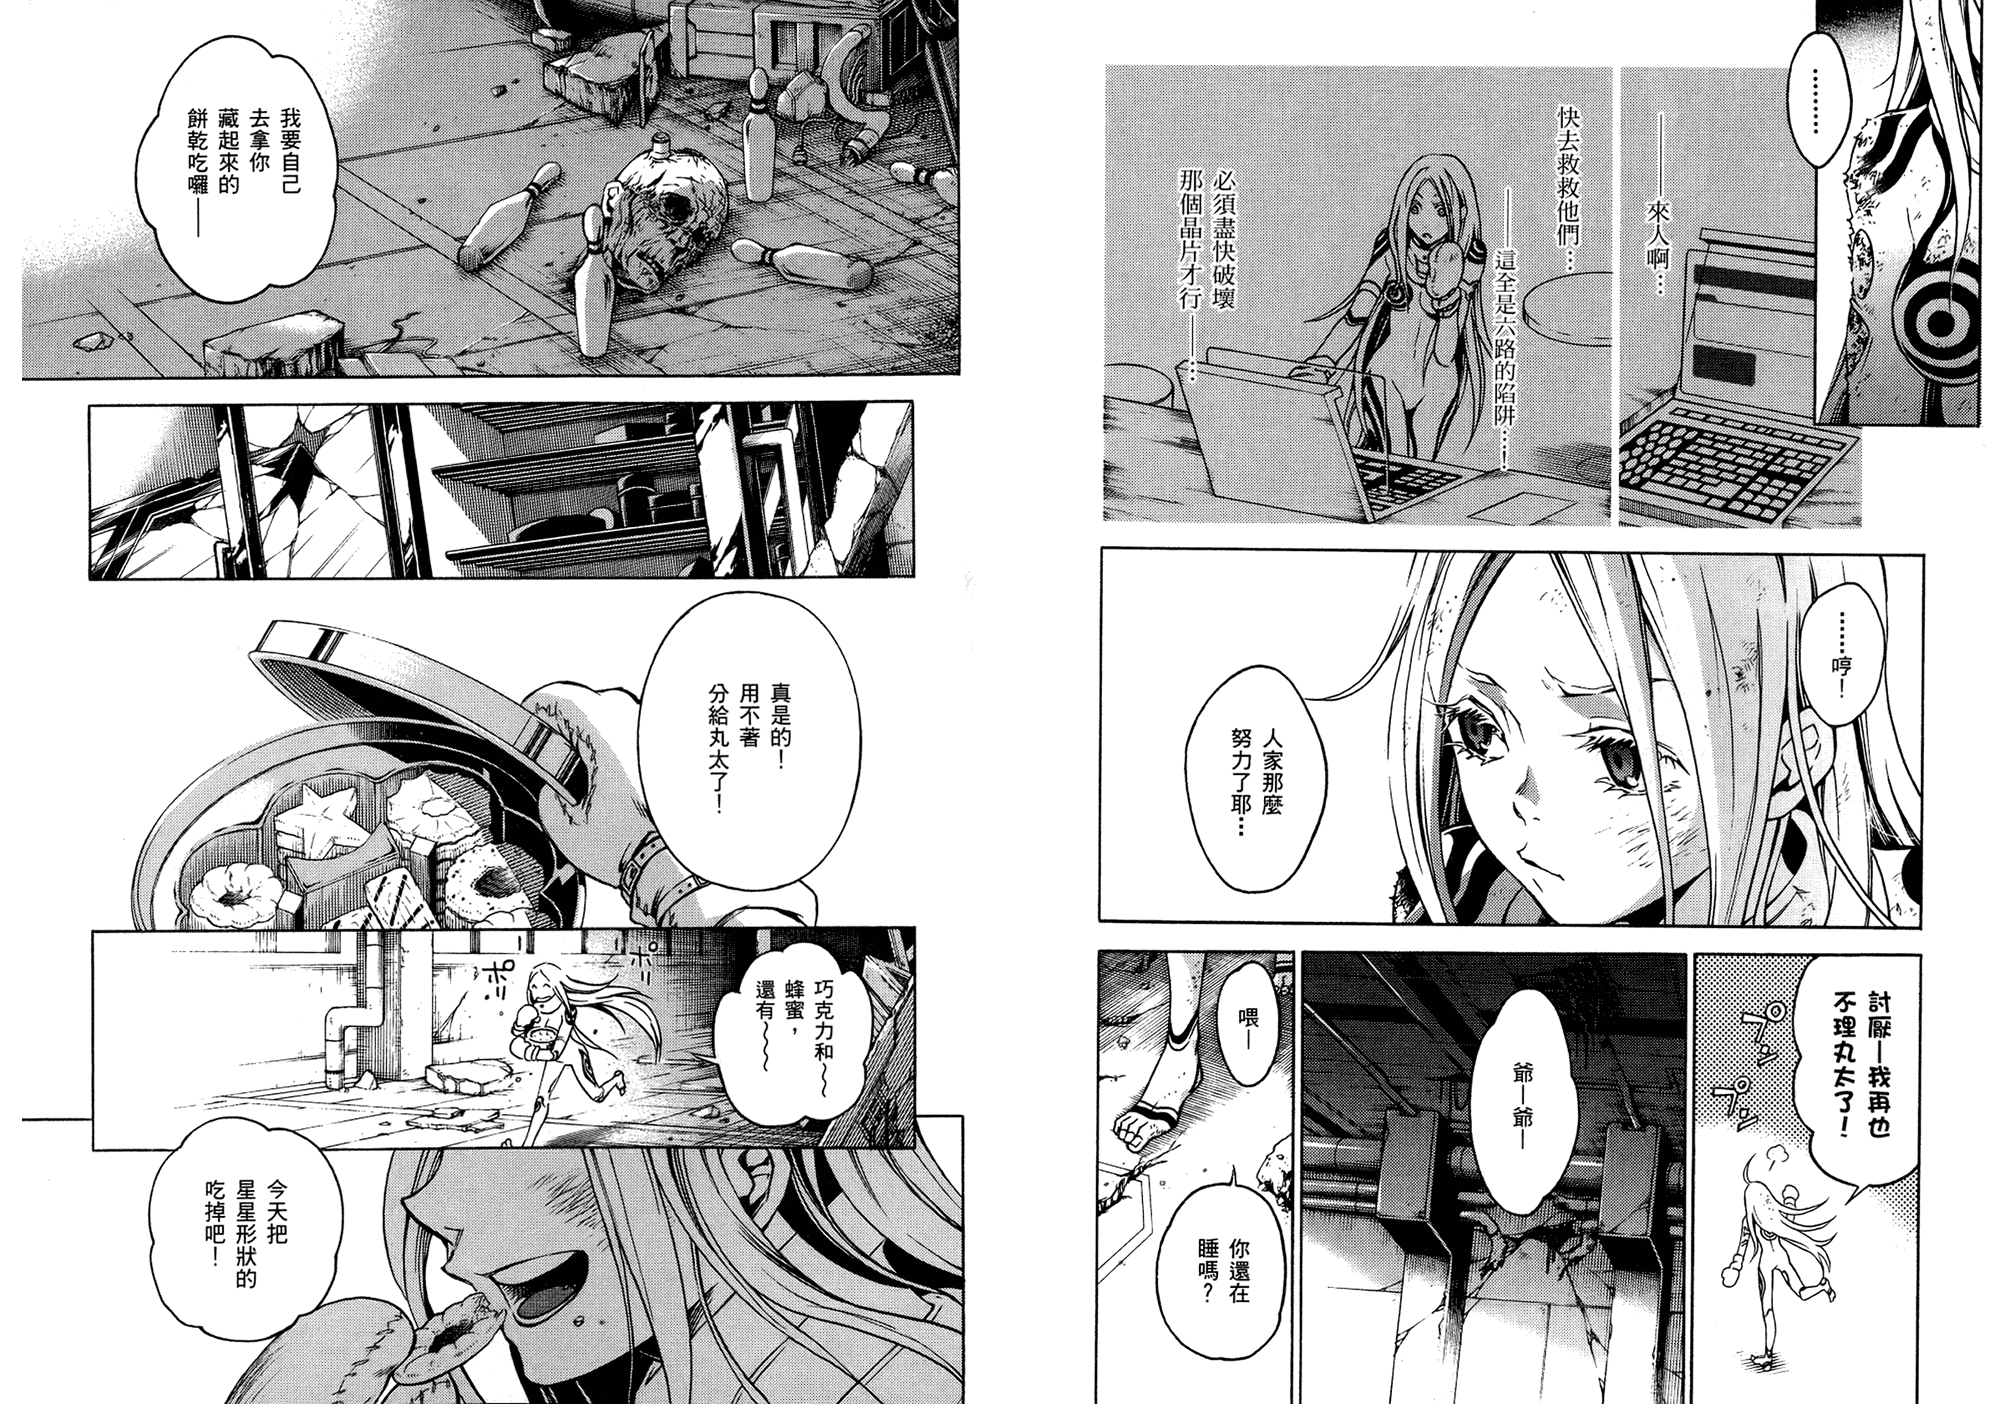 ………
——來人啊…
快去救救他們…
——這全是六路的陷阱…！
必須盡快破壞
那個晶片才行——…
……哼！
人家那麼
努力了耶…
討厭—我再也
不理丸太了！
プン
プン
爺—爺—
喂—
你還在
睡嗎？
我要自己
去拿你
藏起來的
餅乾吃囉——
真是的！
用不著
分給丸太了！
巧克力和～
蜂蜜，
還有～～～
ポリ
ポリ
今天把
星星形狀的
吃掉吧！